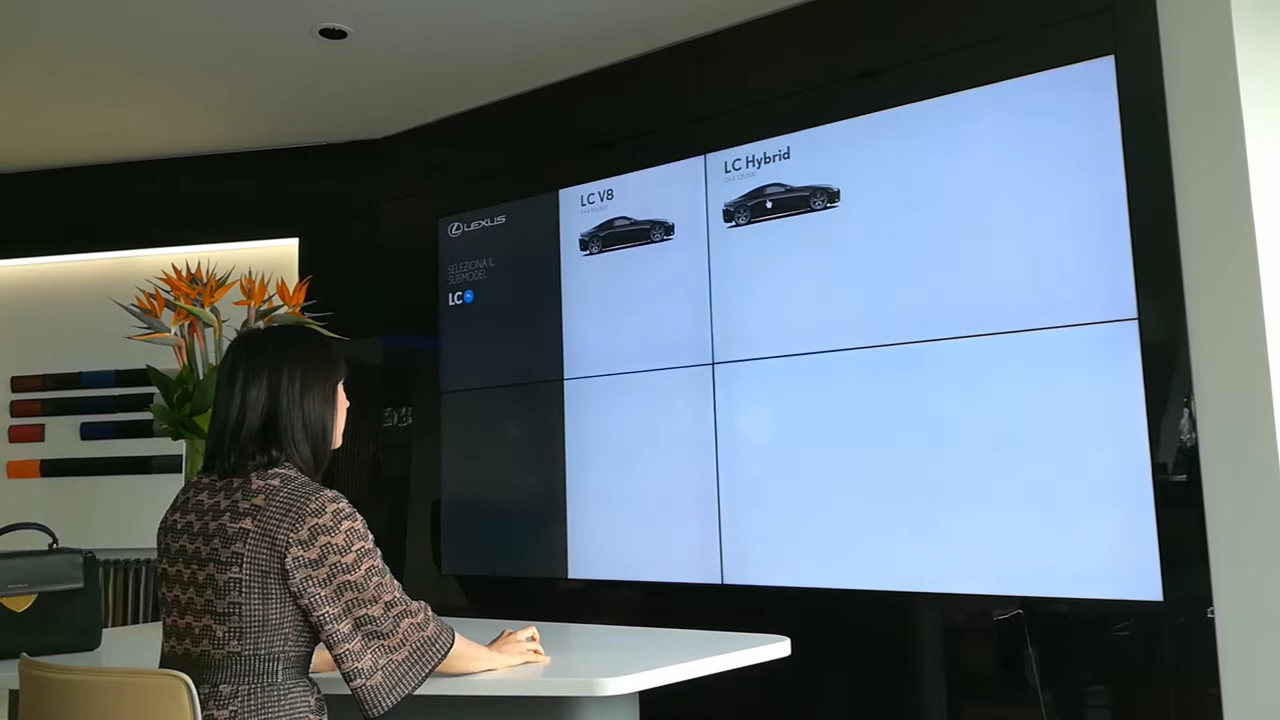 LEXUS
SELEZIONA IL
SUBMODEL
LC
LC V8
LC Hybrid